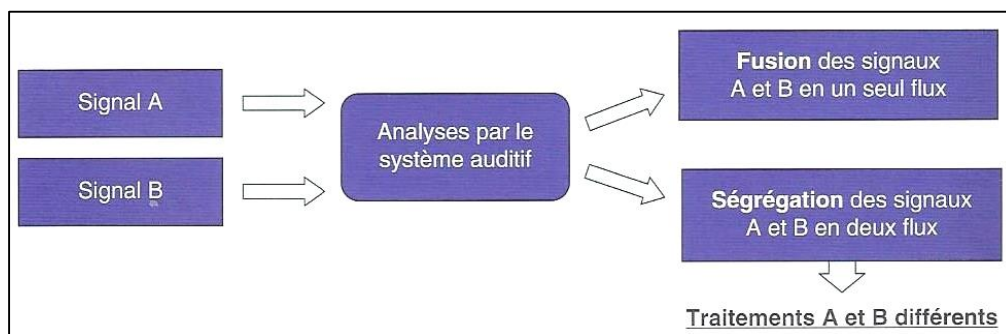 Signal A
Signal B
Analyses par le
système auditif
Fusion des signaux
A et B en un seul flux
Ségrégation des signaux
A et B en deux flux
Traitements A et B différents